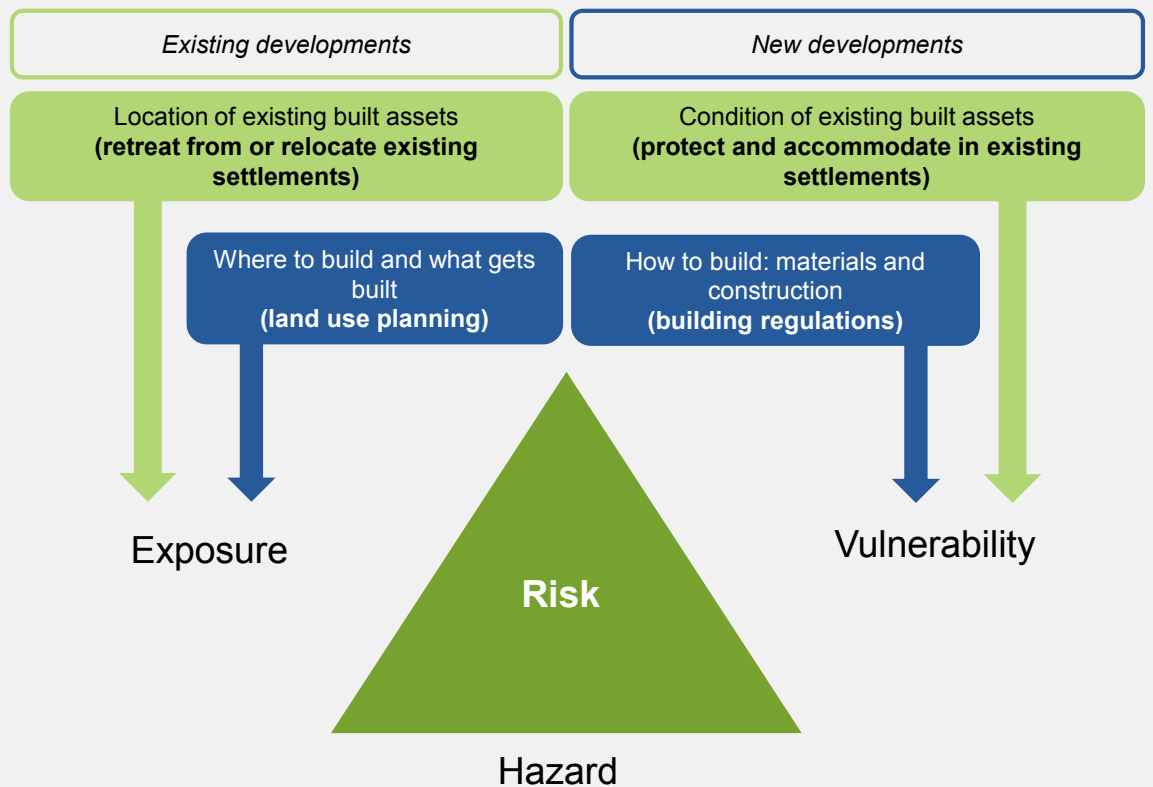 Existing developments
New developments
Location of existing built assets
(retreat from or relocate existing
settlements)
Condition of existing built assets
(protect and accommodate in existing
settlements)
Where to build and what gets
built
(land use planning)
How to build: materials and
construction
(building regulations)
Exposure
Vulnerability
Risk
Hazard